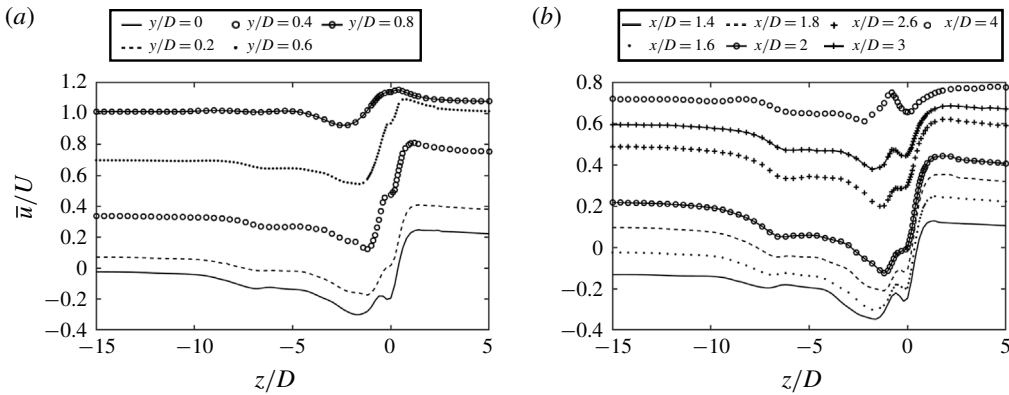 (a)
y/D = 0 y/D = 0.4 y/D = 0.8
y/D = 0.2 y/D = 0.6
1.2
1.0
0.8
0.6
0.4
0.2
0
−0.2
−0.4
u̅/U
−15 −10 −5 0 5
z/D
(b)
x/D = 1.4 x/D = 1.8 x/D = 2.6 x/D = 4
x/D = 1.6 x/D = 2 x/D = 3
0.8
0.6
0.4
0.2
0
−0.2
−0.4
−15 −10 −5 0 5
z/D